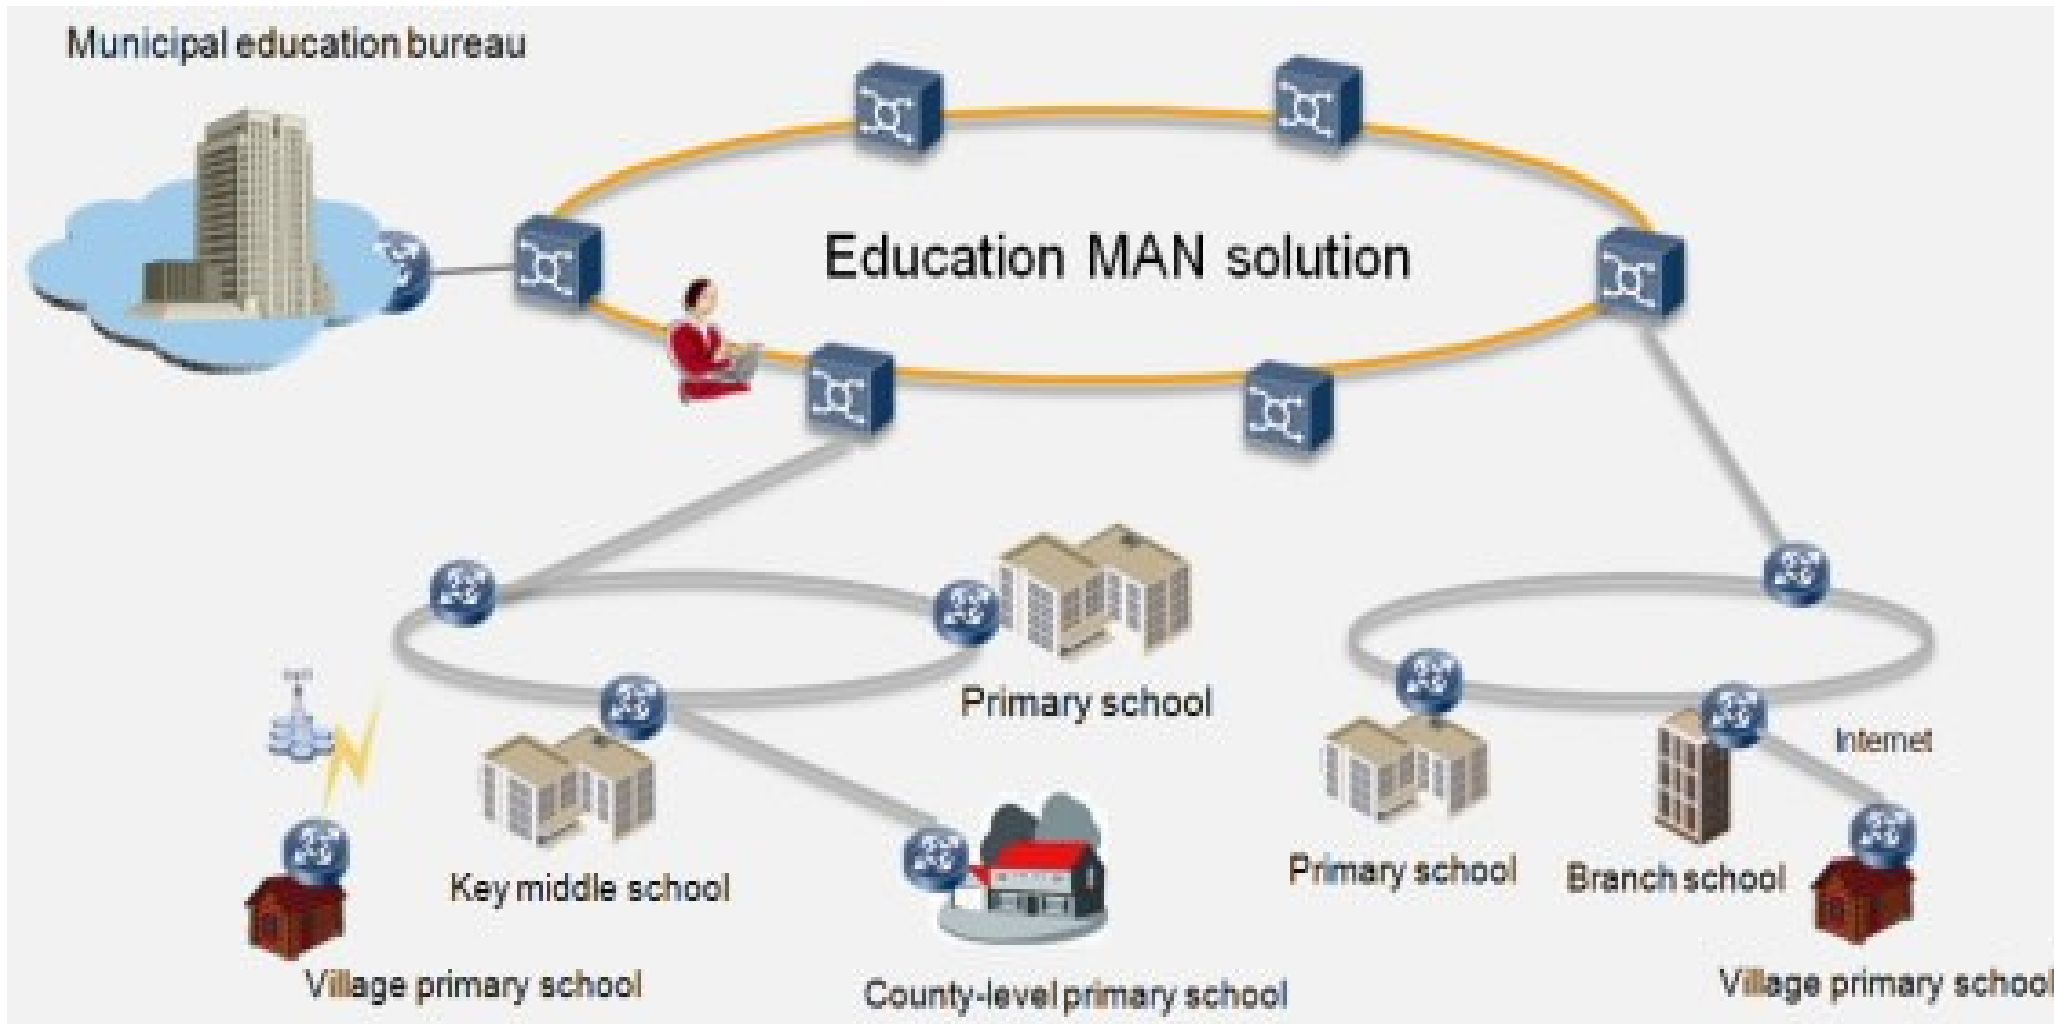 Municipal education bureau
Education MAN solution
Primary school
Internet
Key middle school
Primary school
Branch school
Village primary school
County-level primary school
Village primary school